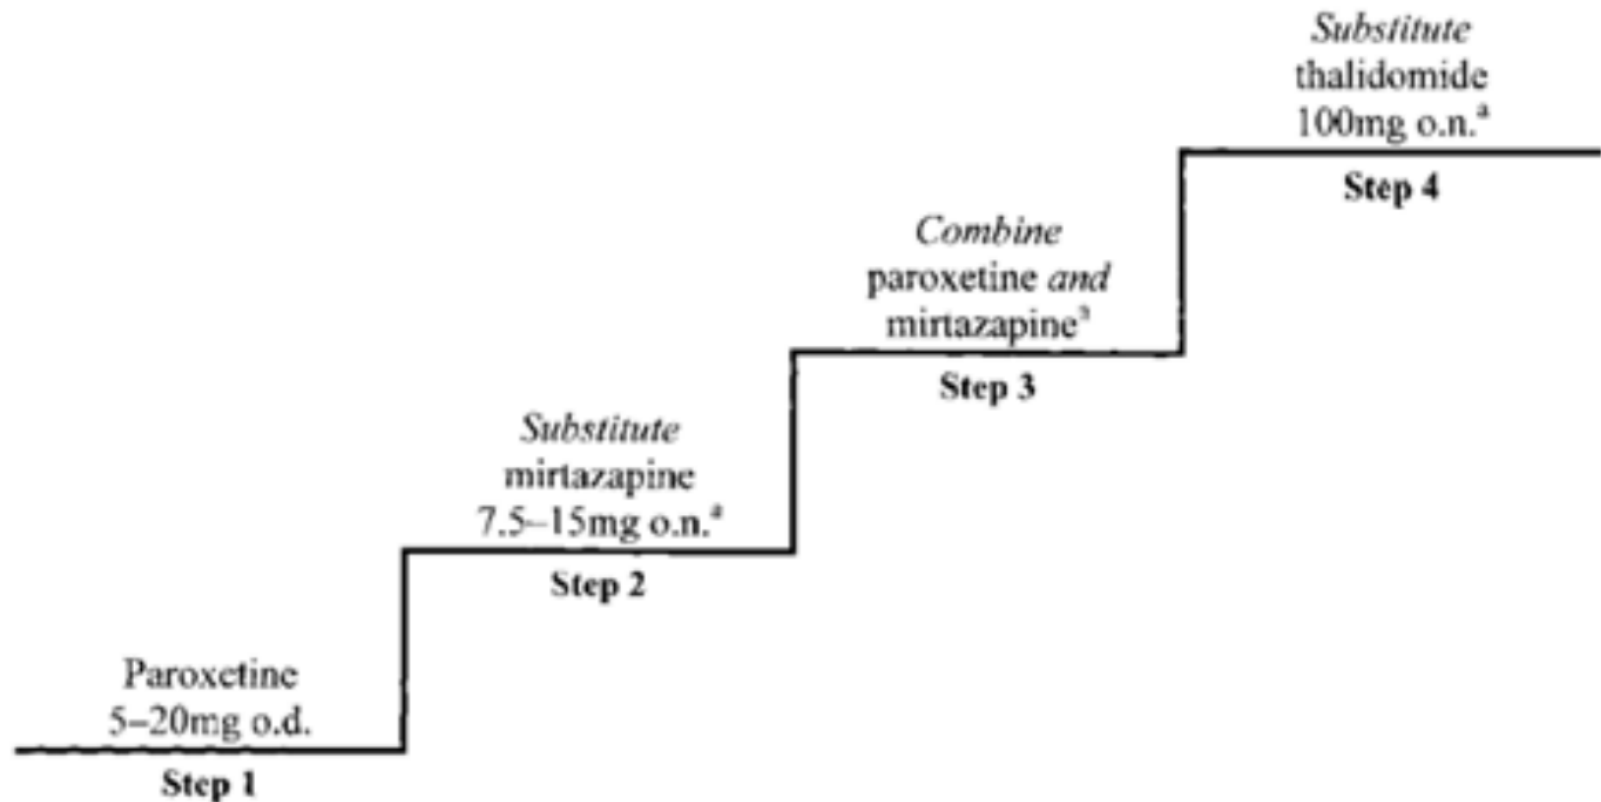 Substitute
thalidomide
100mg o.n.ª
Step 4
Combine
paroxetine and
mirtazapineª
Step 3
Substitute
mirtazapine
7.5–15mg o.n.ª
Step 2
Paroxetine
5–20mg o.d.
Step 1